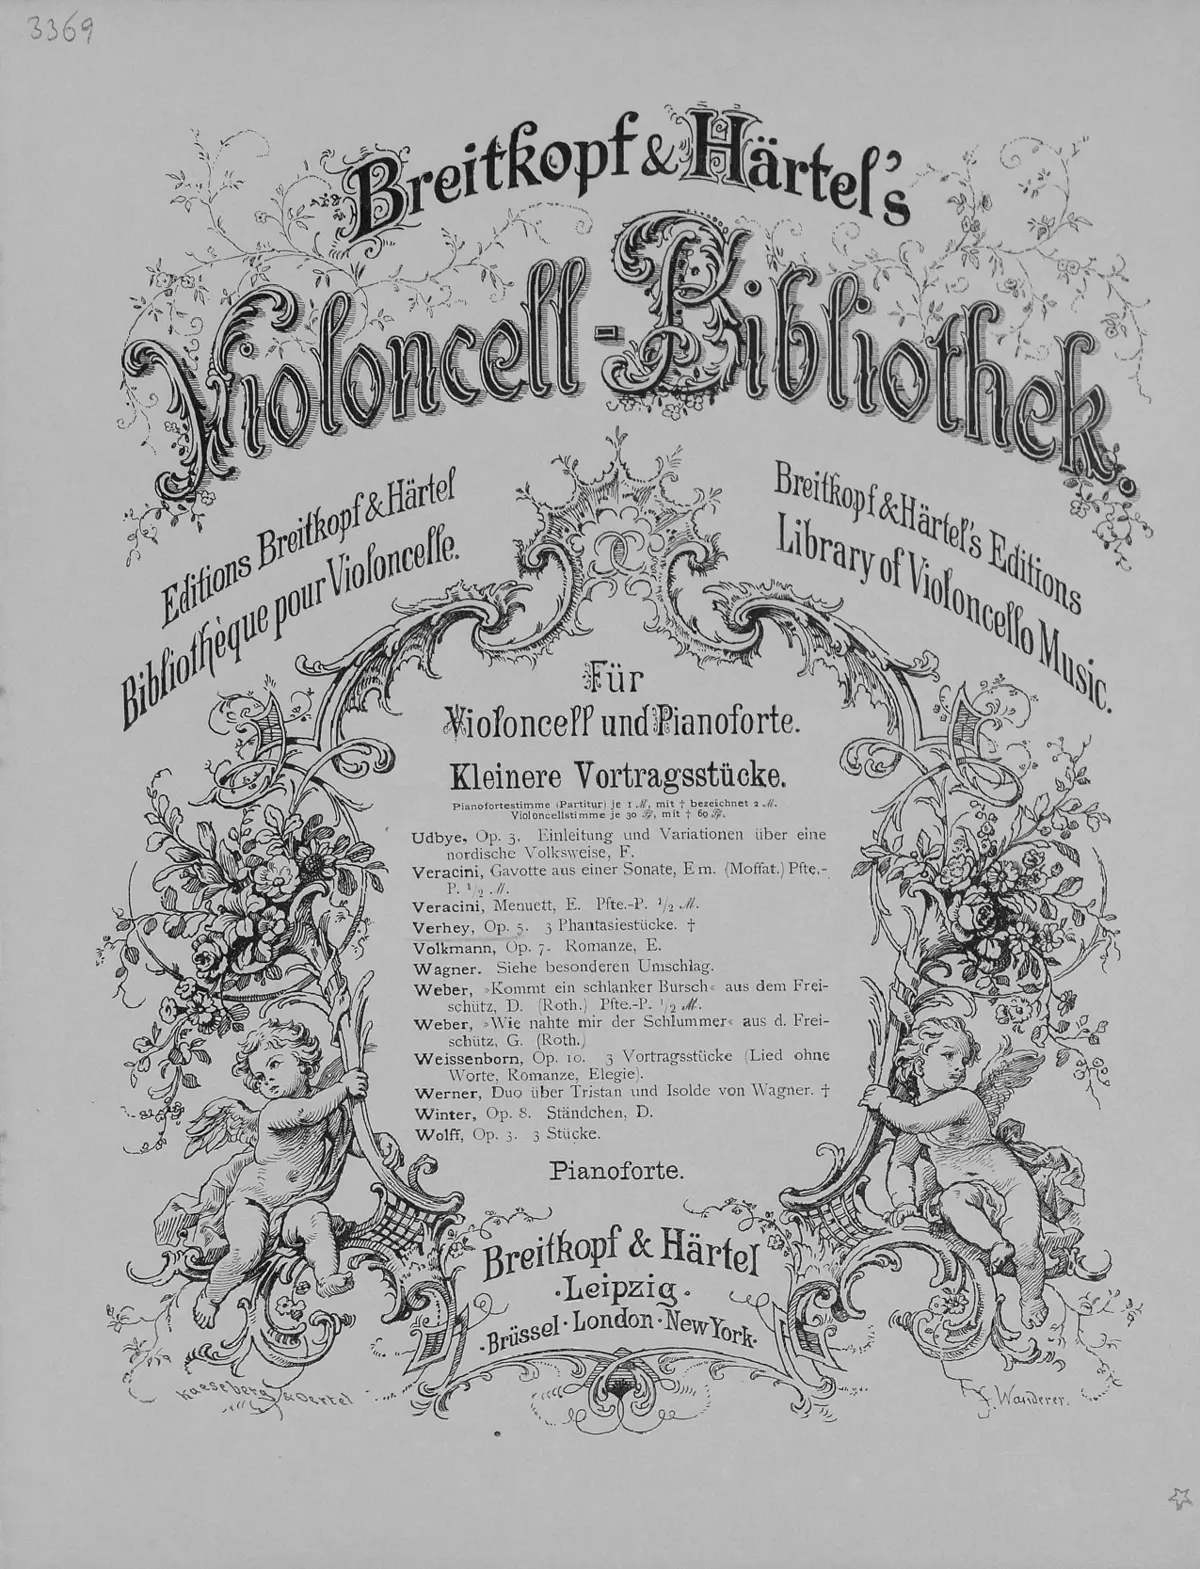 3369
Breitkopf & Härtel's
Violoncell-Bibliothek.
Editions Breitkopf & Härtel
Bibliothèque pour Violoncelle.
Breitkopf & Härtel's Editions
Library of Violoncello Music.
Für
Violoncell und Pianoforte.
Kleinere Vortragsstücke.
Pianofortestimme (Partitur) je 1 ℳ, mit † bezeichnet 2 ℳ.
Violoncellstimme je 30 ₰, mit † 60 ₰.
Udbye, Op. 3. Einleitung und Variationen über eine
nordische Volksweise, F.
Veracini, Gavotte aus einer Sonate, Em. (Moffat.) Pfte.-
P. 1/2 ℳ.
Veracini, Menuett, E. Pfte.-P. 1/2 ℳ.
Verhey, Op. 5. 3 Phantasiestücke. †
Volkmann, Op. 7. Romanze, E.
Wagner. Siehe besonderen Umschlag.
Weber, »Kommt ein schlanker Bursch« aus dem Frei-
schütz, D. (Roth.) Pfte.-P. 1/2 ℳ.
Weber, »Wie nahte mir der Schlummer« aus d. Frei-
schütz, G. (Roth.)
Weissenborn, Op. 10. 3 Vortragsstücke (Lied ohne
Worte, Romanze, Elegie).
Werner, Duo über Tristan und Isolde von Wagner. †
Winter, Op. 8. Ständchen, D.
Wolff, Op. 3. 3 Stücke.
Pianoforte.
Breitkopf & Härtel
·Leipzig·
·Brüssel·London·New York·
Kaeseberg & Oertel
F. Wanderer.